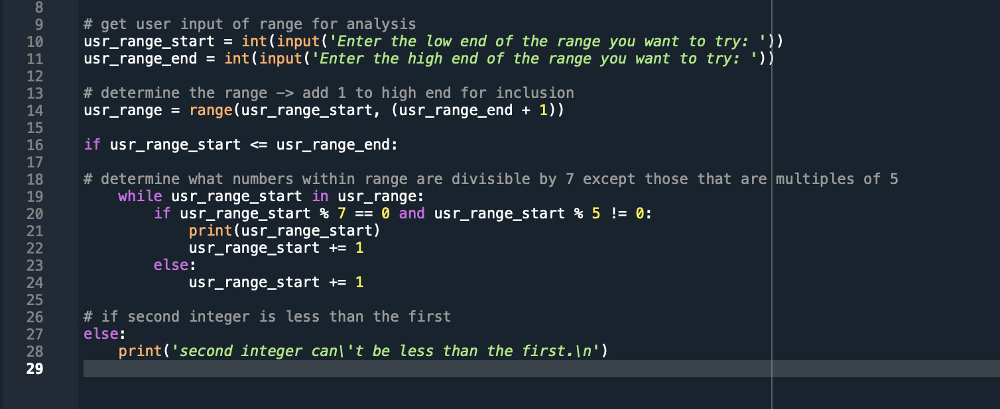 8
9 # get user input of range for analysis
10 usr_range_start = int(input('Enter the low end of the range you want to try: '))
11 usr_range_end = int(input('Enter the high end of the range you want to try: '))
12
13 # determine the range -> add 1 to high end for inclusion
14 usr_range = range(usr_range_start, (usr_range_end + 1))
15
16 if usr_range_start <= usr_range_end:
17
18 # determine what numbers within range are divisible by 7 except those that are multiples of 5
19     while usr_range_start in usr_range:
20         if usr_range_start % 7 == 0 and usr_range_start % 5 != 0:
21             print(usr_range_start)
22             usr_range_start += 1
23         else:
24             usr_range_start += 1
25
26 # if second integer is less than the first
27 else:
28     print('second integer can\'t be less than the first.\n')
29